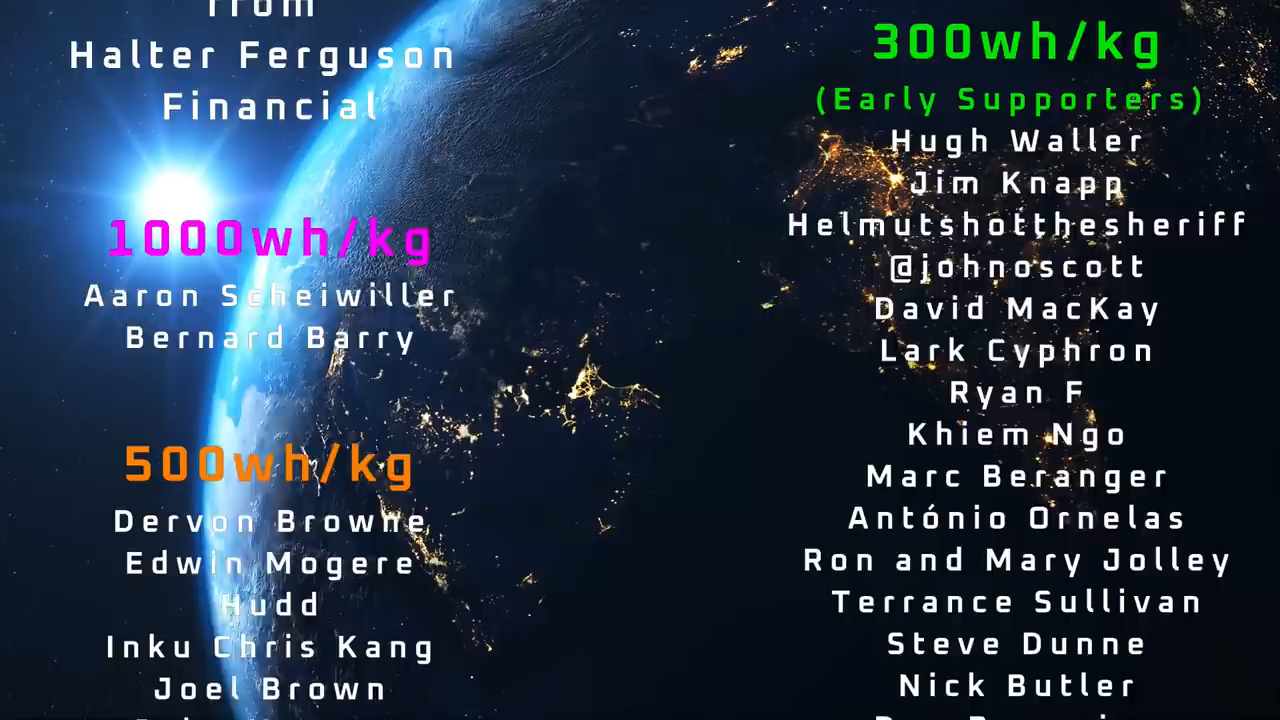 from
Halter Ferguson
Financial
1000wh/kg
Aaron Scheiwiller
Bernard Barry
500wh/kg
Dervon Browne
Edwin Mogere
Hudd
Inku Chris Kang
Joel Brown
300wh/kg
(Early Supporters)
Hugh Waller
Jim Knapp
Helmutshotthesheriff
@johnoscott
David MacKay
Lark Cyphron
Ryan F
Khiem Ngo
Marc Beranger
António Ornelas
Ron and Mary Jolley
Terrance Sullivan
Steve Dunne
Nick Butler